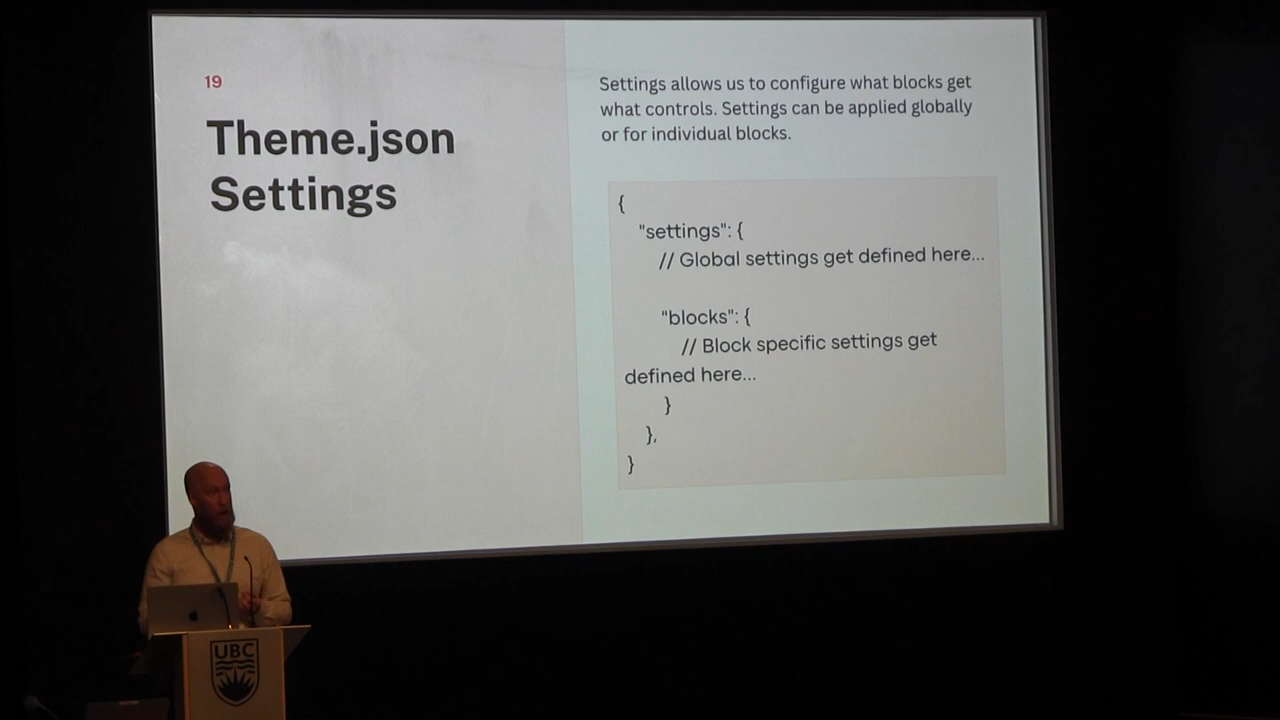 19
Theme.json
Settings
Settings allows us to configure what blocks get
what controls. Settings can be applied globally
or for individual blocks.
{
"settings": {
// Global settings get defined here...
"blocks": {
// Block specific settings get
defined here...
}
},
}
UBC